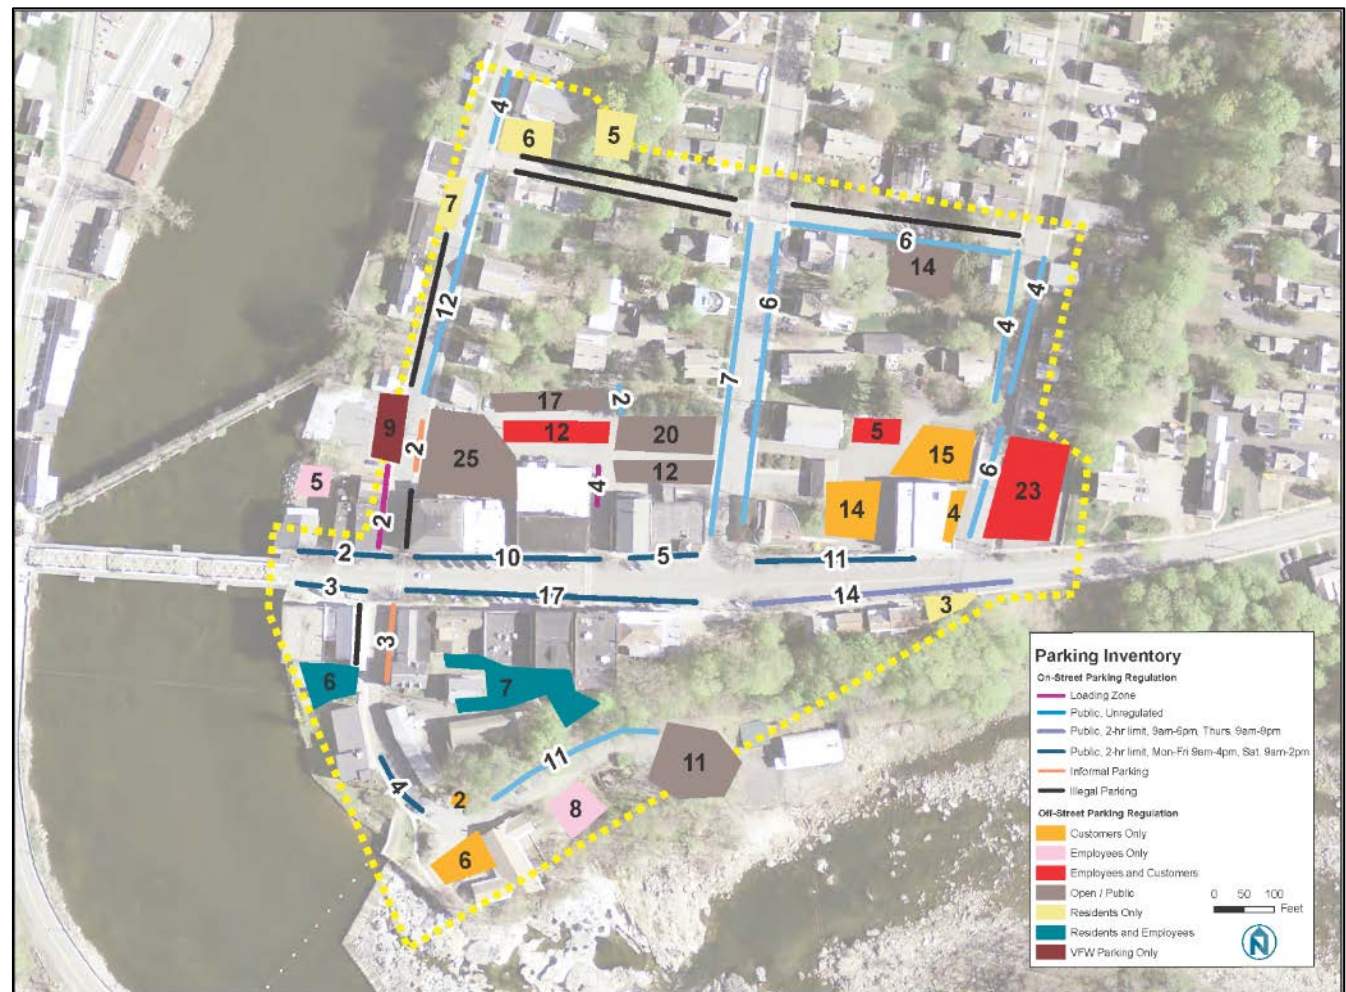 4
6
5
7
6
14
12
6
4
4
7
17
2
9
2
25
12
20
12
5
15
14
4
6
23
5
2
4
2
10
5
11
3
17
14
3
3
6
7
11
11
4
2
8
6
Parking Inventory
On-Street Parking Regulation
Loading Zone
Public, Unregulated
Public, 2-hr limit, 9am-6pm, Thurs. 9am-9pm
Public, 2-hr limit, Mon-Fri 9am-4pm, Sat. 9am-2pm
Informal Parking
Illegal Parking
Off-Street Parking Regulation
Customers Only
Employees Only
Employees and Customers
Open / Public
Residents Only
Residents and Employees
VFW Parking Only
0 50 100
Feet
N